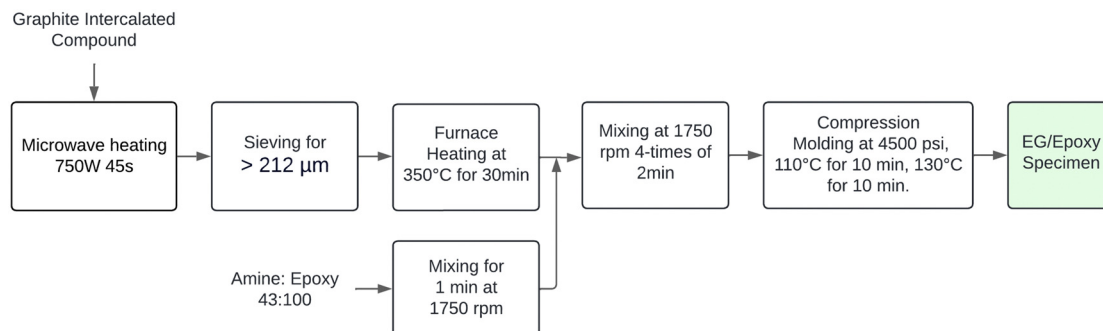 Graphite Intercalated
Compound
Microwave heating
750W 45s
Sieving for
> 212 µm
Furnace
Heating at
350°C for 30min
Mixing at 1750
rpm 4-times of
2min
Compression
Molding at 4500 psi,
110°C for 10 min, 130°C
for 10 min.
EG/Epoxy
Specimen
Amine: Epoxy
43:100
Mixing for
1 min at
1750 rpm